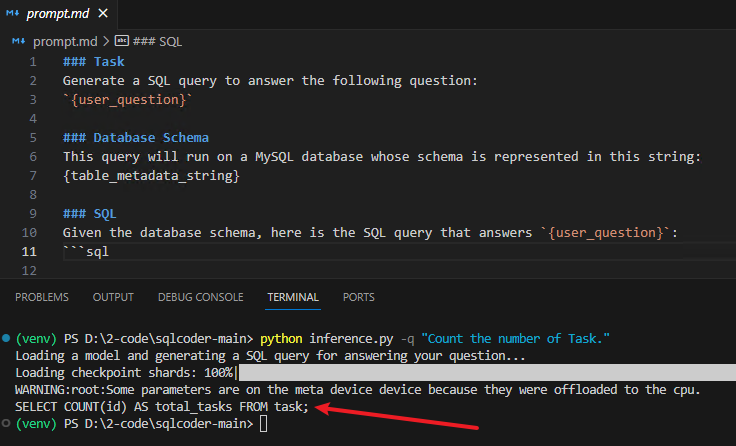 prompt.md
prompt.md > ### SQL
1 ### Task
2 Generate a SQL query to answer the following question:
3 `{user_question}`
4
5 ### Database Schema
6 This query will run on a MySQL database whose schema is represented in this string:
7 {table_metadata_string}
8
9 ### SQL
10 Given the database schema, here is the SQL query that answers `{user_question}`:
11 ```sql
12
PROBLEMS OUTPUT DEBUG CONSOLE TERMINAL PORTS
(venv) PS D:\2-code\sqlcoder-main> python inference.py -q "Count the number of Task."
Loading a model and generating a SQL query for answering your question...
Loading checkpoint shards: 100%|
WARNING:root:Some parameters are on the meta device device because they were offloaded to the cpu.
SELECT COUNT(id) AS total_tasks FROM task;
(venv) PS D:\2-code\sqlcoder-main>